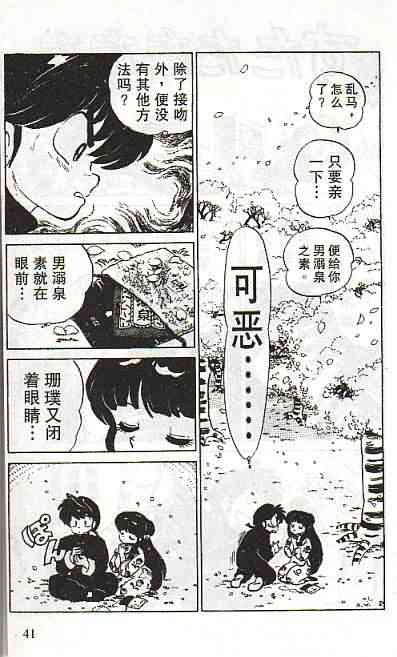 乱马，
怎么
了？
只要亲
一下…
便给你
男溺泉
之素。
可恶……
除了接吻
外，便没
有其他方
法吗？
男溺泉
素就在
眼前…
珊璞又闭
着眼睛…
41